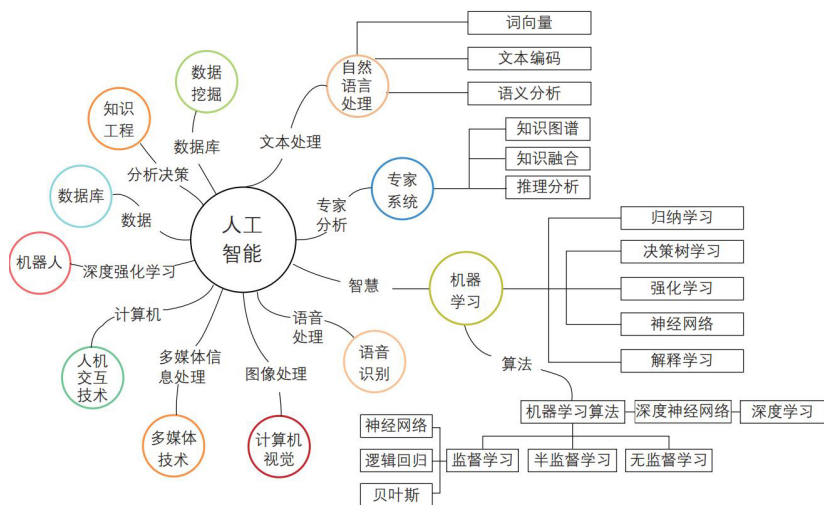 词向量
文本编码
语义分析
自然
语言
处理
文本处理
数据
挖掘
数据库
知识
工程
分析决策
数据库
数据
机器人
深度强化学习
人工
智能
专家
分析
专家
系统
知识图谱
知识融合
推理分析
智慧
机器
学习
归纳学习
决策树学习
强化学习
神经网络
解释学习
计算机
人机
交互
技术
多媒体信
息处理
多媒体
技术
图像处理
计算机
视觉
语音
处理
语音
识别
算法
机器学习算法
深度神经网络
深度学习
监督学习
半监督学习
无监督学习
神经网络
逻辑回归
贝叶斯